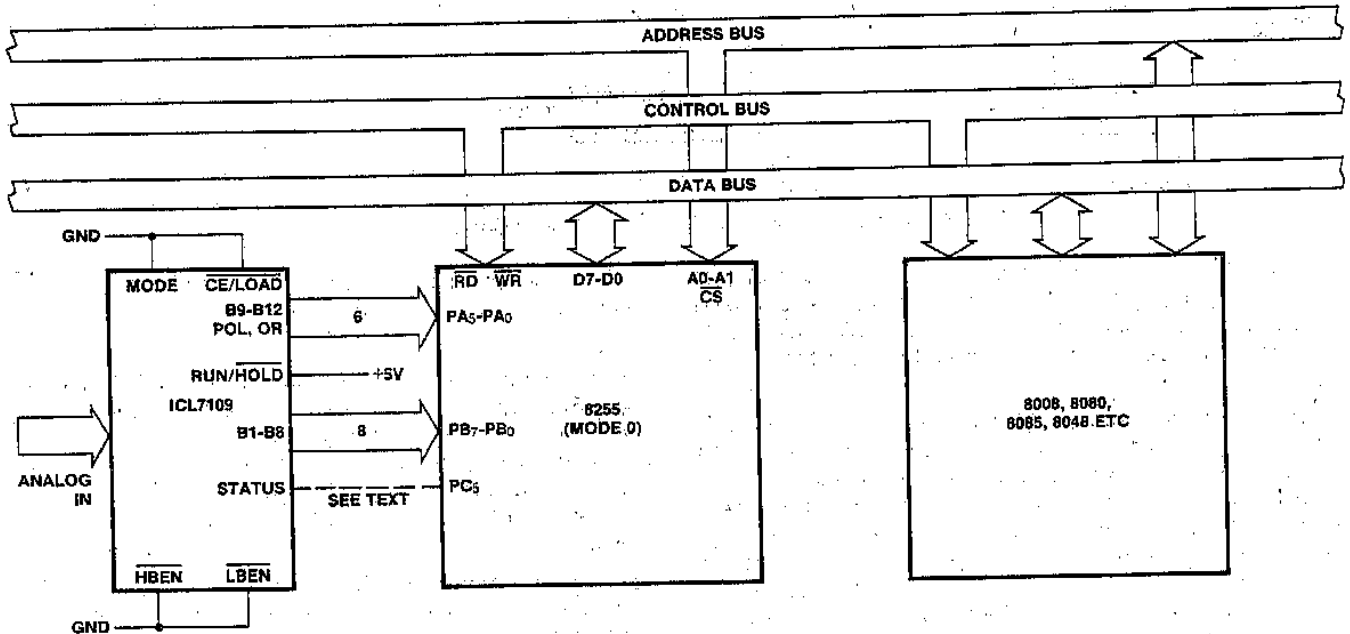 ADDRESS BUS
CONTROL BUS
DATA BUS
GND
MODE CE/LOAD
B9-B12
POL, OR
6
RUN/HOLD
+5V
ICL7109
B1-B8
8
ANALOG
IN
STATUS
SEE TEXT
HBEN LBEN
GND
RD WR D7-D0 A0-A1
CS
PA5-PA0
8255
(MODE 0)
PB7-PB0
PC5
8008, 8080,
8085, 8048 ETC